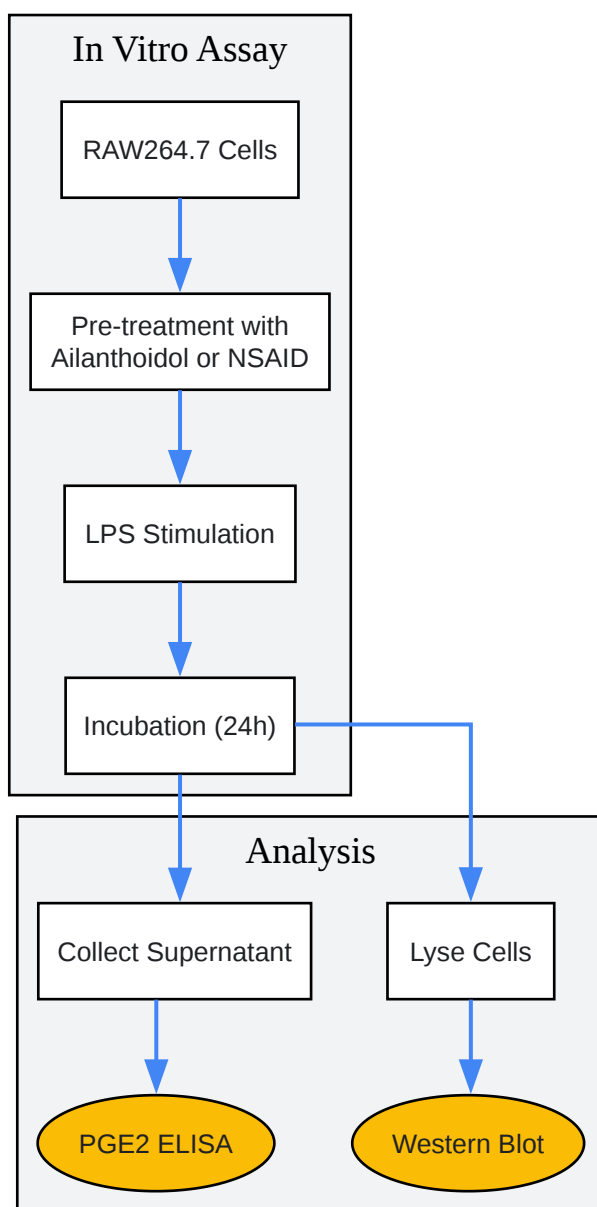 In Vitro Assay
RAW264.7 Cells
Pre-treatment with
Ailanthoidol or NSAID
LPS Stimulation
Incubation (24h)
Analysis
Collect Supernatant
Lyse Cells
PGE2 ELISA
Western Blot